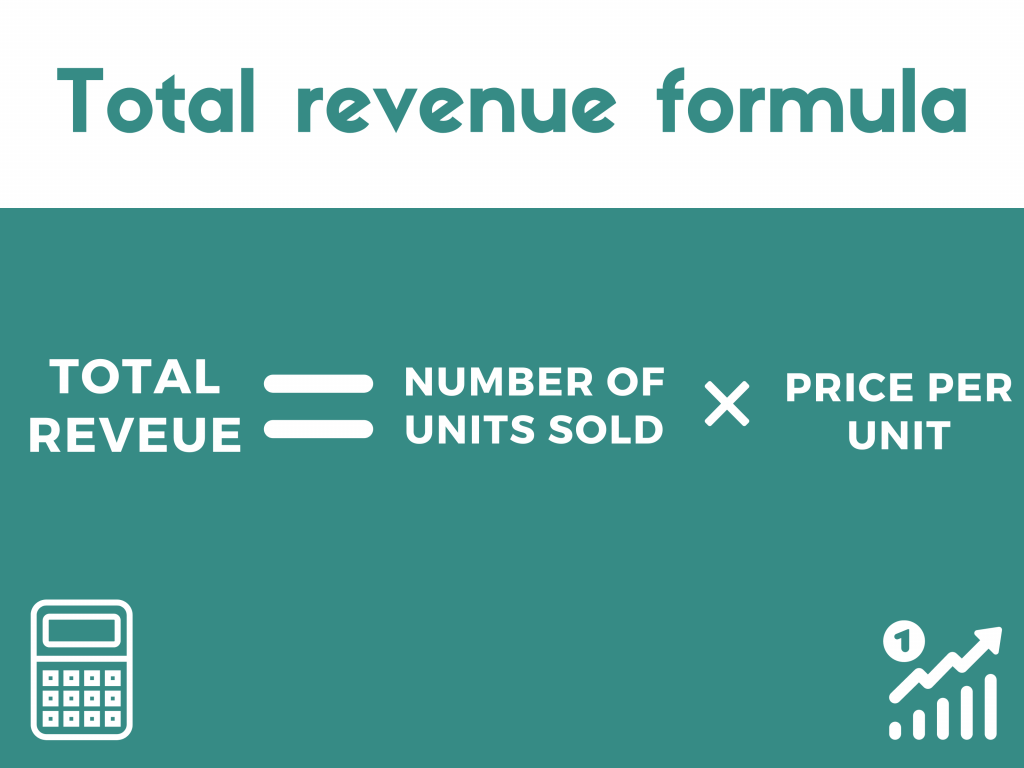 Total revenue formula
TOTAL
REVEUE
=
NUMBER OF
UNITS SOLD
×
PRICE PER
UNIT
1